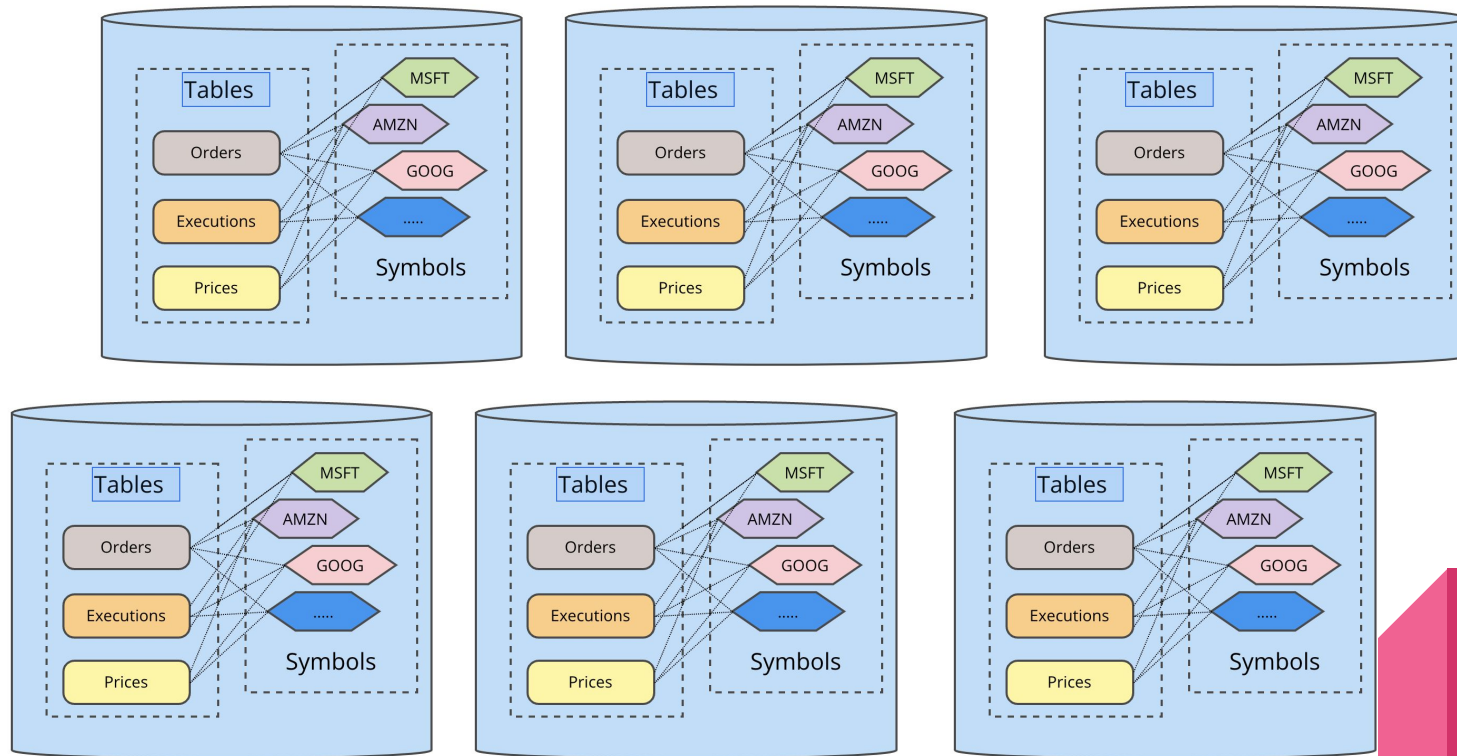 Tables
MSFT
AMZN
Orders
GOOG
Executions
.....
Symbols
Prices
Tables
MSFT
AMZN
Orders
GOOG
Executions
.....
Symbols
Prices
Tables
MSFT
AMZN
Orders
GOOG
Executions
.....
Symbols
Prices
Tables
MSFT
AMZN
Orders
GOOG
Executions
.....
Symbols
Prices
Tables
MSFT
AMZN
Orders
GOOG
Executions
.....
Symbols
Prices
Tables
MSFT
AMZN
Orders
GOOG
Executions
.....
Symbols
Prices